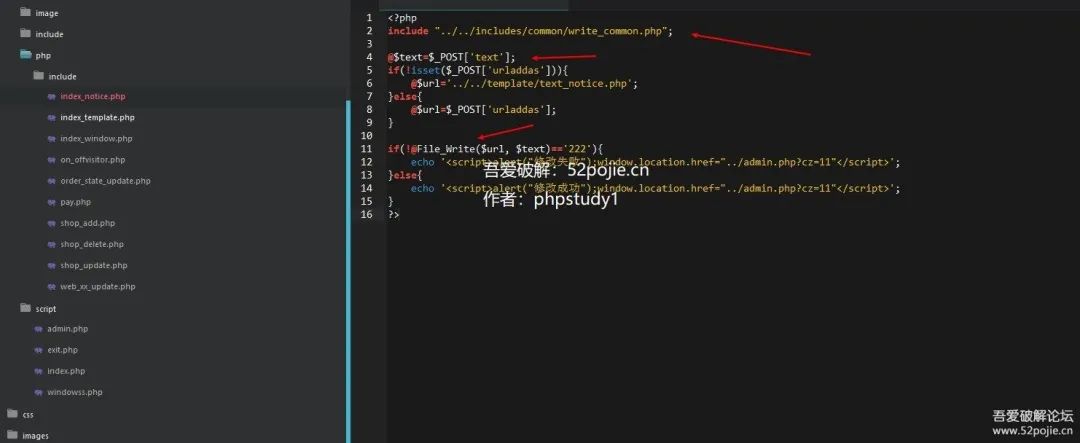 image
include
php
include
index_notice.php
index_template.php
index_window.php
on_offvisitor.php
order_state_update.php
pay.php
shop_add.php
shop_delete.php
shop_update.php
web_xx_update.php
script
admin.php
exit.php
index.php
windowss.php
css
images
1 <?php
2 include "../../includes/common/write_common.php";
3
4 @$text=$_POST['text'];
5 if(!isset($_POST['urladdas'])){
6 @$url='../../template/text_notice.php';
7 }else{
8 @$url=$_POST['urladdas'];
9 }
10
11 if(!@File_Write($url, $text)=='222'){
12 echo '<script>alert("修改失败");window.location.href="../admin.php?cz=11"</script>';
吾爱破解：52pojie.cn
13 }else{
14 echo '<script>alert("修改成功");window.location.href="../admin.php?cz=11"</script>';
作者：phpstudy1
15 }
16 ?>
吾爱破解论坛
www.52pojie.cn